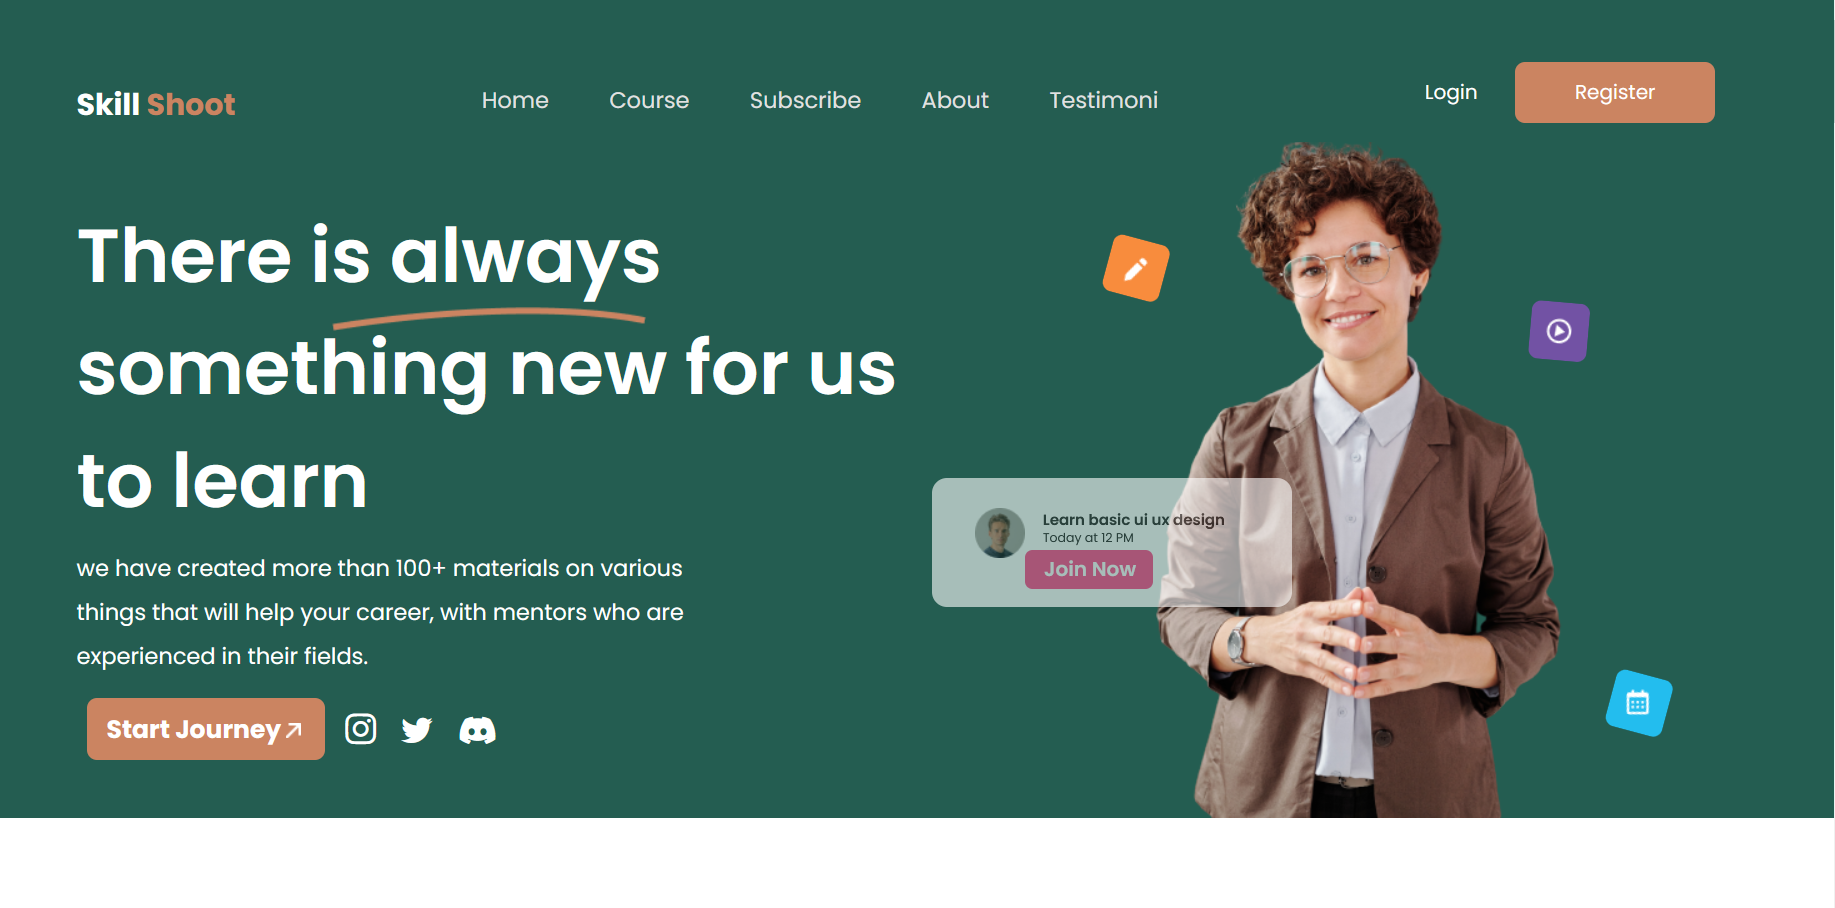 Skill Shoot
Home Course Subscribe About Testimoni
Login
Register
There is always
something new for us
to learn
we have created more than 100+ materials on various
things that will help your career, with mentors who are
experienced in their fields.
Start Journey
Learn basic ui ux design
Today at 12 PM
Join Now